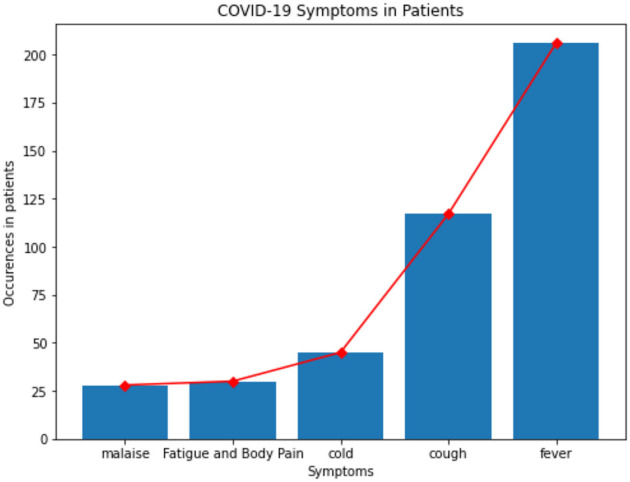 COVID-19 Symptoms in Patients
Occurences in patients
200
175
150
125
100
75
50
25
0
malaise Fatigue and Body Pain cold cough fever
Symptoms